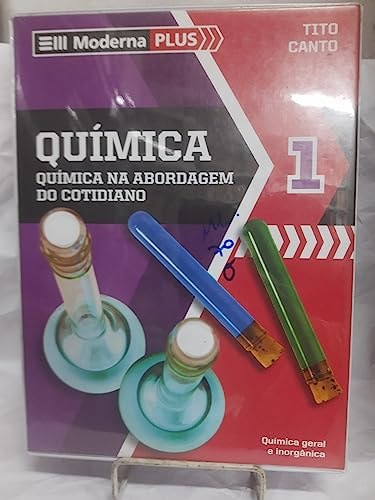 Moderna PLUS
TITO
CANTO
QUÍMICA
QUÍMICA NA ABORDAGEM
DO COTIDIANO
1
Química geral
e inorgânica